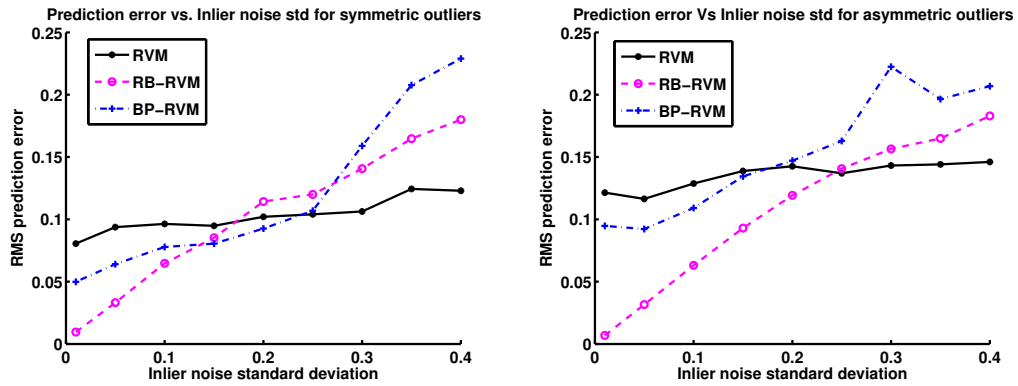 Prediction error vs. Inlier noise std for symmetric outliers
0.25
0.2
0.15
0.1
0.05
0
RMS prediction error
RVM
RB-RVM
BP-RVM
0
0.1
0.2
0.3
0.4
Inlier noise standard deviation
Prediction error Vs Inlier noise std for asymmetric outliers
0.25
0.2
0.15
0.1
0.05
0
RMS prediction error
RVM
RB-RVM
BP-RVM
0
0.1
0.2
0.3
0.4
Inlier noise standard deviation